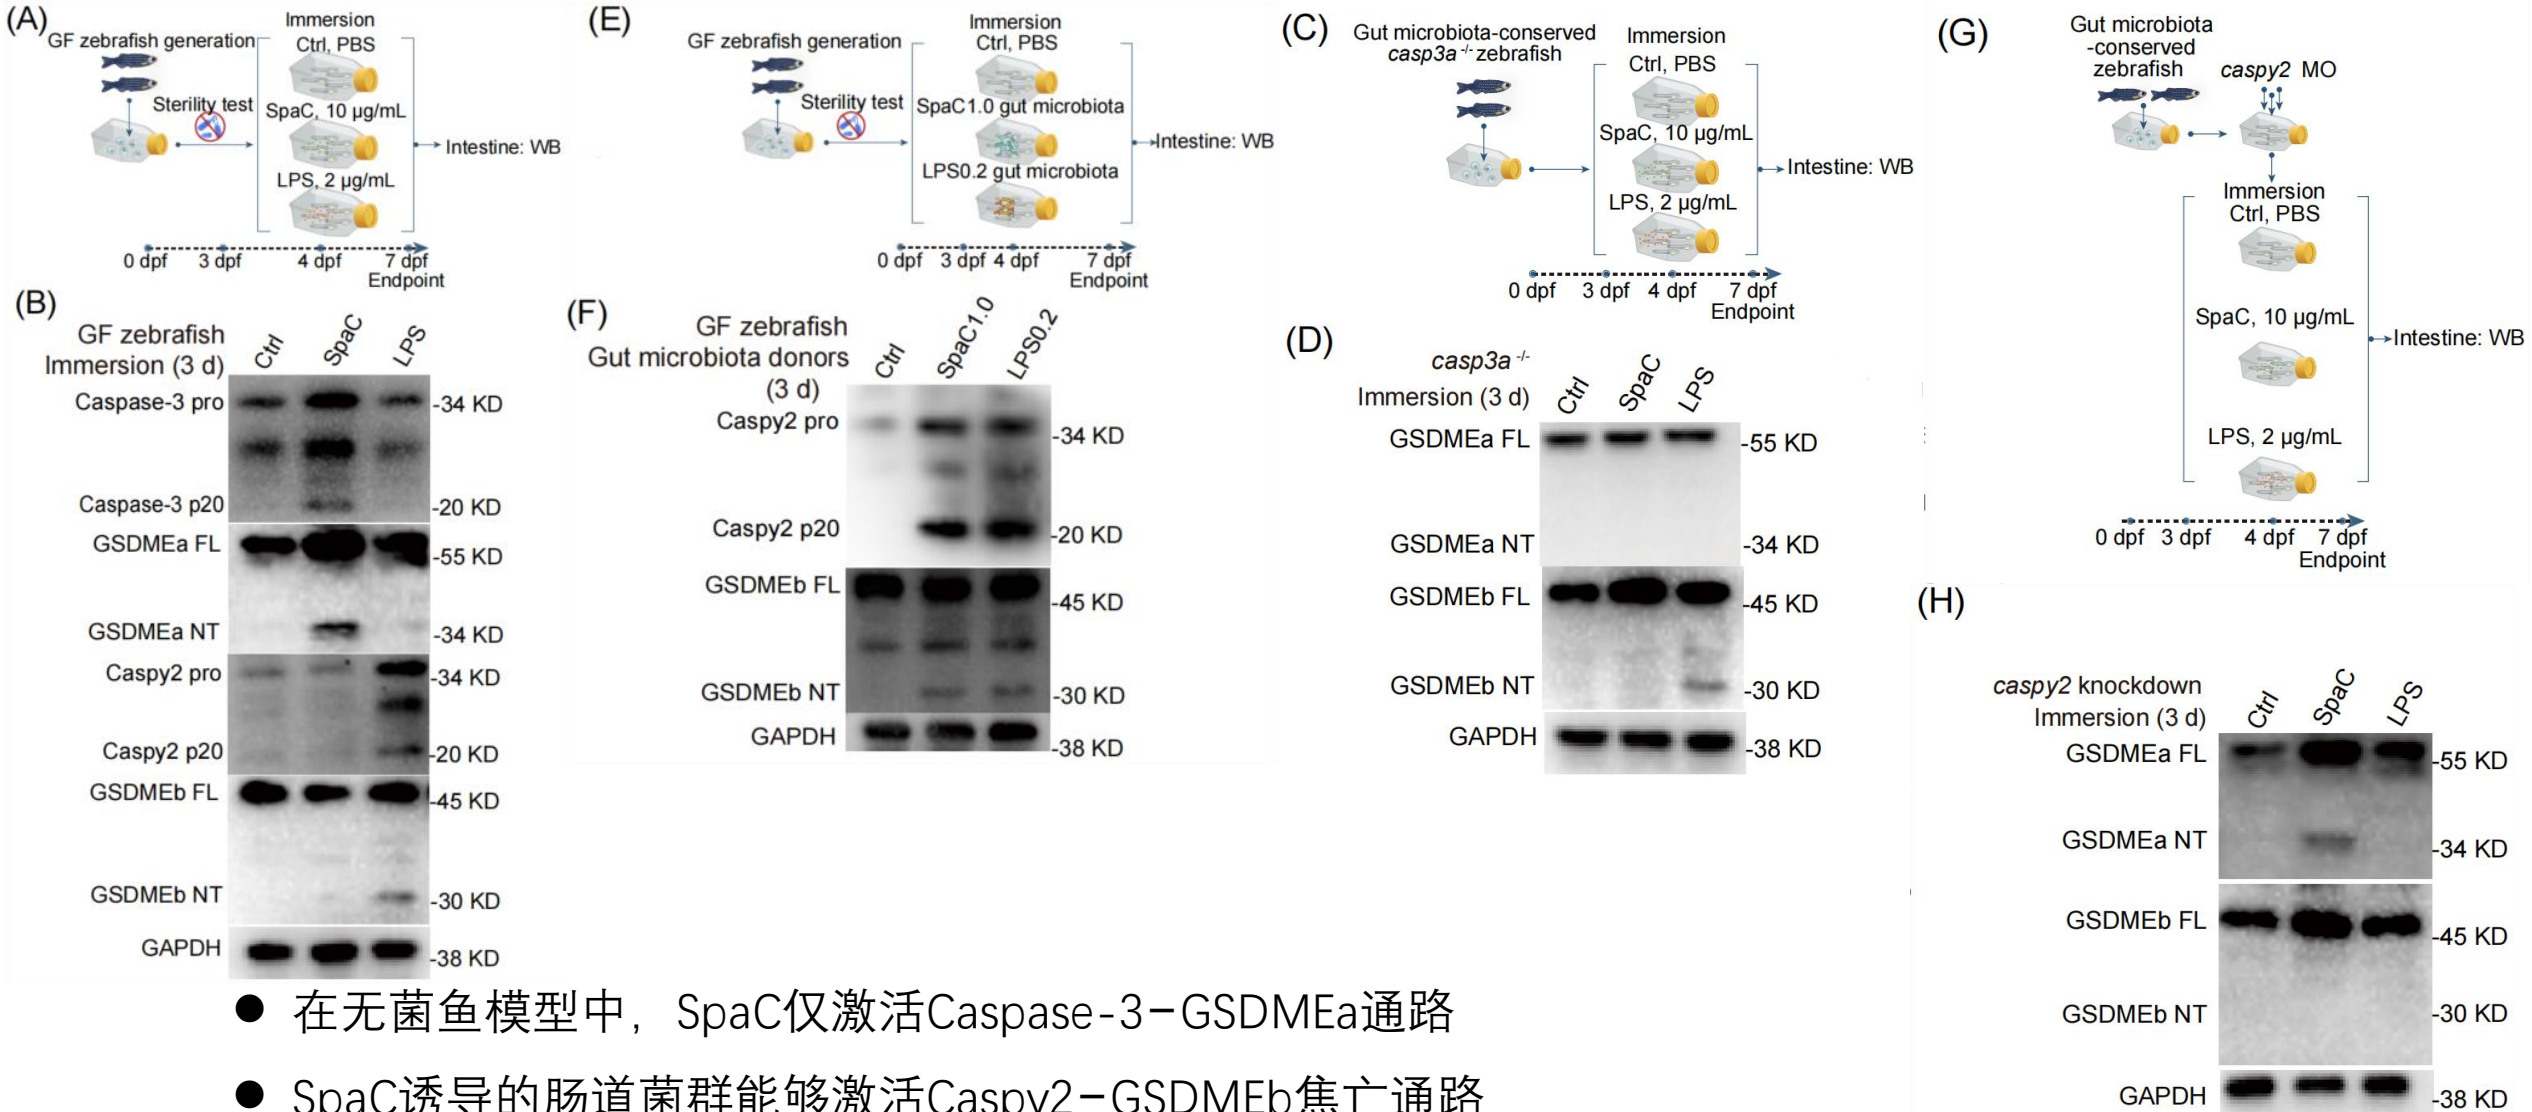 (A)
GF zebrafish generation
Sterility test
Immersion
Ctrl, PBS
SpaC, 10 μg/mL
LPS, 2 μg/mL
Intestine: WB
0 dpf 3 dpf 4 dpf 7 dpf
Endpoint
(B)
GF zebrafish
Immersion (3 d)
Ctrl SpaC LPS
Caspase-3 pro -34 KD
Caspase-3 p20 -20 KD
GSDMEa FL -55 KD
GSDMEa NT -34 KD
Caspy2 pro -34 KD
Caspy2 p20 -20 KD
GSDMEb FL -45 KD
GSDMEb NT -30 KD
GAPDH -38 KD
(E)
GF zebrafish generation
Sterility test
Immersion
Ctrl, PBS
SpaC1.0 gut microbiota
LPS0.2 gut microbiota
Intestine: WB
0 dpf 3 dpf 4 dpf 7 dpf
Endpoint
(F)
GF zebrafish
Gut microbiota donors
(3 d)
Ctrl SpaC1.0 LPS0.2
Caspy2 pro -34 KD
Caspy2 p20 -20 KD
GSDMEb FL -45 KD
GSDMEb NT -30 KD
GAPDH -38 KD
(C)
Gut microbiota-conserved
casp3a -/- zebrafish
Immersion
Ctrl, PBS
SpaC, 10 μg/mL
LPS, 2 μg/mL
Intestine: WB
0 dpf 3 dpf 4 dpf 7 dpf
Endpoint
(D)
casp3a -/-
Immersion (3 d)
Ctrl SpaC LPS
GSDMEa FL -55 KD
GSDMEa NT -34 KD
GSDMEb FL -45 KD
GSDMEb NT -30 KD
GAPDH -38 KD
(G)
Gut microbiota
-conserved
zebrafish
caspy2 MO
Immersion
Ctrl, PBS
SpaC, 10 μg/mL
LPS, 2 μg/mL
Intestine: WB
0 dpf 3 dpf 4 dpf 7 dpf
Endpoint
(H)
caspy2 knockdown
Immersion (3 d)
Ctrl SpaC LPS
GSDMEa FL -55 KD
GSDMEa NT -34 KD
GSDMEb FL -45 KD
GSDMEb NT -30 KD
GAPDH -38 KD
● 在无菌鱼模型中，SpaC仅激活Caspase-3-GSDMEa通路
● SpaC诱导的肠道菌群能够激活Caspy2-GSDMEb焦亡通路